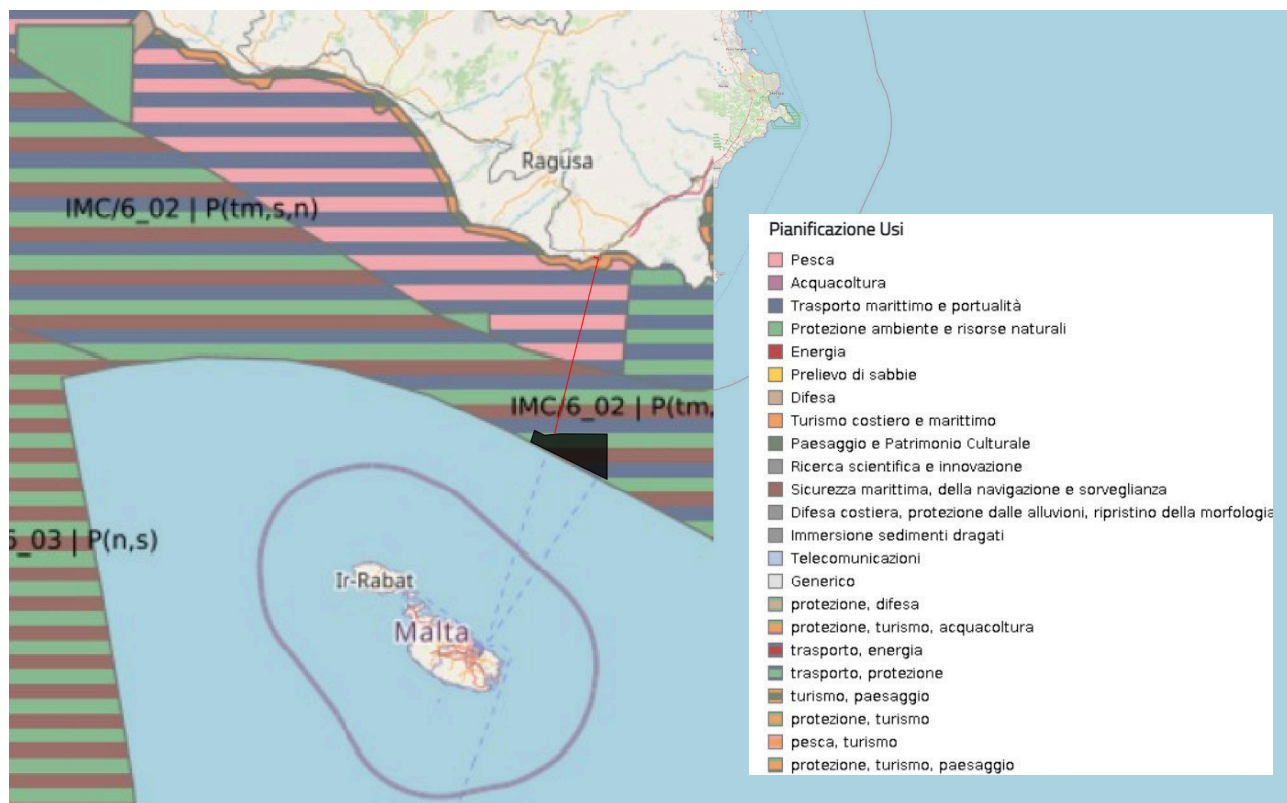 Ragusa
IMC/6_02 | P(tm,s,n)
IMC/6_02 | P(tm,
6_03 | P(n,s)
Ir-Rabat
Malta
Pianificazione Usi
Pesca
Acquacoltura
Trasporto marittimo e portualità
Protezione ambiente e risorse naturali
Energia
Prelievo di sabbie
Difesa
Turismo costiero e marittimo
Paesaggio e Patrimonio Culturale
Ricerca scientifica e innovazione
Sicurezza marittima, della navigazione e sorveglianza
Difesa costiera, protezione dalle alluvioni, ripristino della morfologia
Immersione sedimenti dragati
Telecomunicazioni
Generico
protezione, difesa
protezione, turismo, acquacoltura
trasporto, energia
trasporto, protezione
turismo, paesaggio
protezione, turismo
pesca, turismo
protezione, turismo, paesaggio